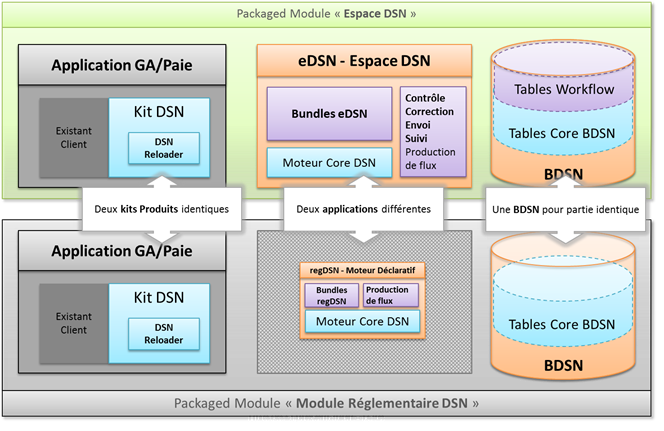 Packaged Module « Espace DSN »
Application GA/Paie
Existant
Client
Kit DSN
DSN
Reloader
eDSN - Espace DSN
Bundles eDSN
Moteur Core DSN
Contrôle
Correction
Envoi
Suivi
Production
de flux
Tables Workflow
Tables Core BDSN
BDSN
Deux kits Produits identiques
Deux applications différentes
Une BDSN pour partie identique
Application GA/Paie
Existant
Client
Kit DSN
DSN
Reloader
regDSN - Moteur Déclaratif
Bundles
regDSN
Production
de flux
Moteur Core DSN
Tables Core BDSN
BDSN
Packaged Module « Module Réglementaire DSN »